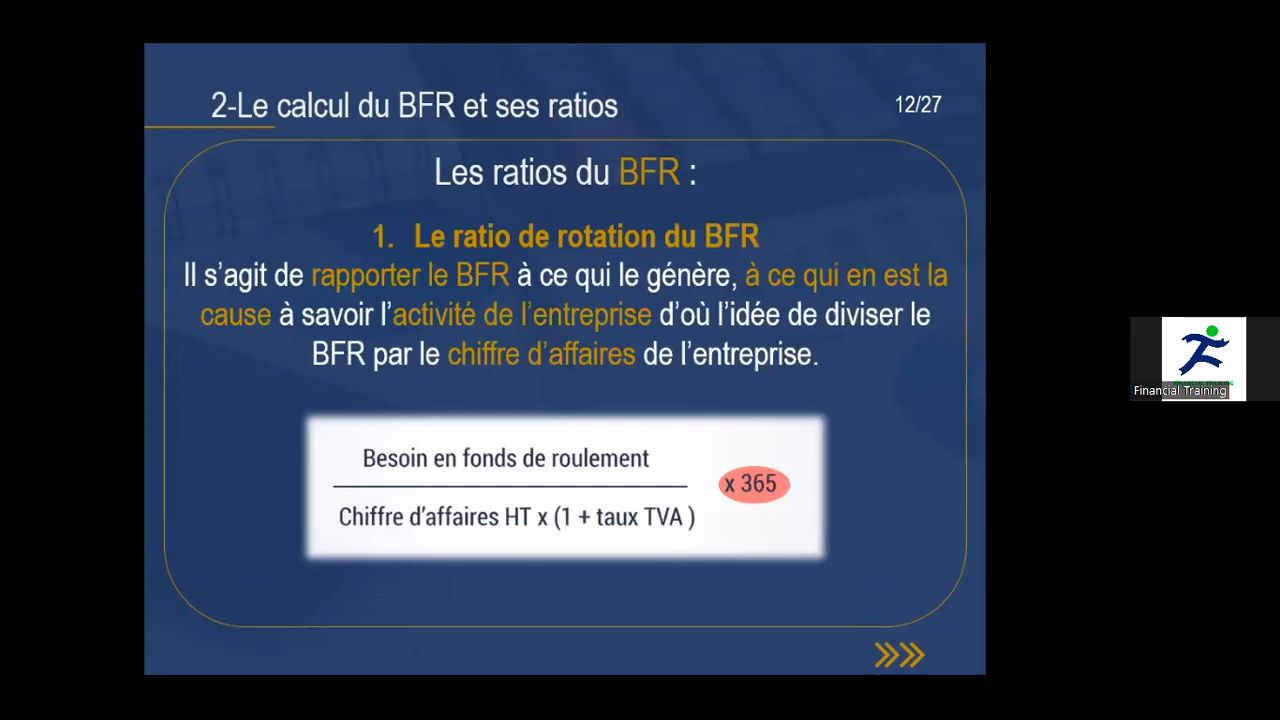 2-Le calcul du BFR et ses ratios
12/27
Les ratios du BFR :
1. Le ratio de rotation du BFR
Il s’agit de rapporter le BFR à ce qui le génère, à ce qui en est la
cause à savoir l’activité de l’entreprise d’où l’idée de diviser le
BFR par le chiffre d’affaires de l’entreprise.
Besoin en fonds de roulement
x 365
Chiffre d’affaires HT x (1 + taux TVA )
Financial Training